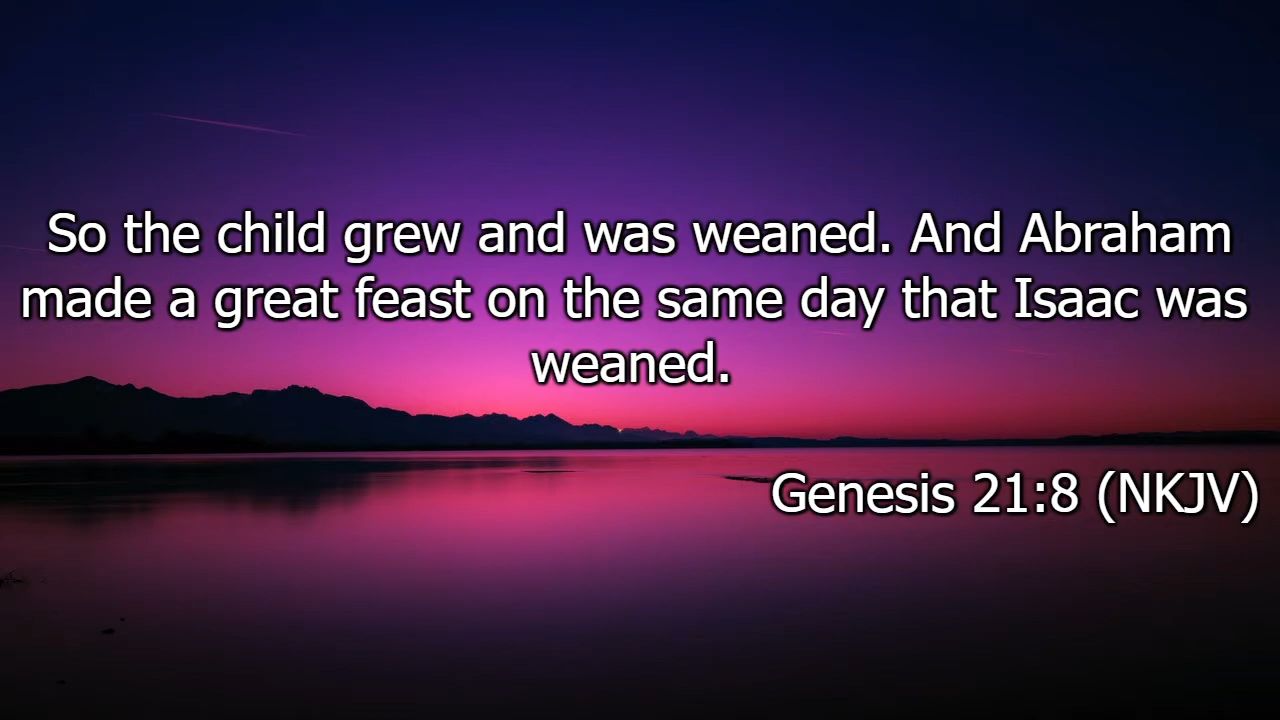 So the child grew and was weaned. And Abraham
made a great feast on the same day that Isaac was
weaned.
Genesis 21:8 (NKJV)